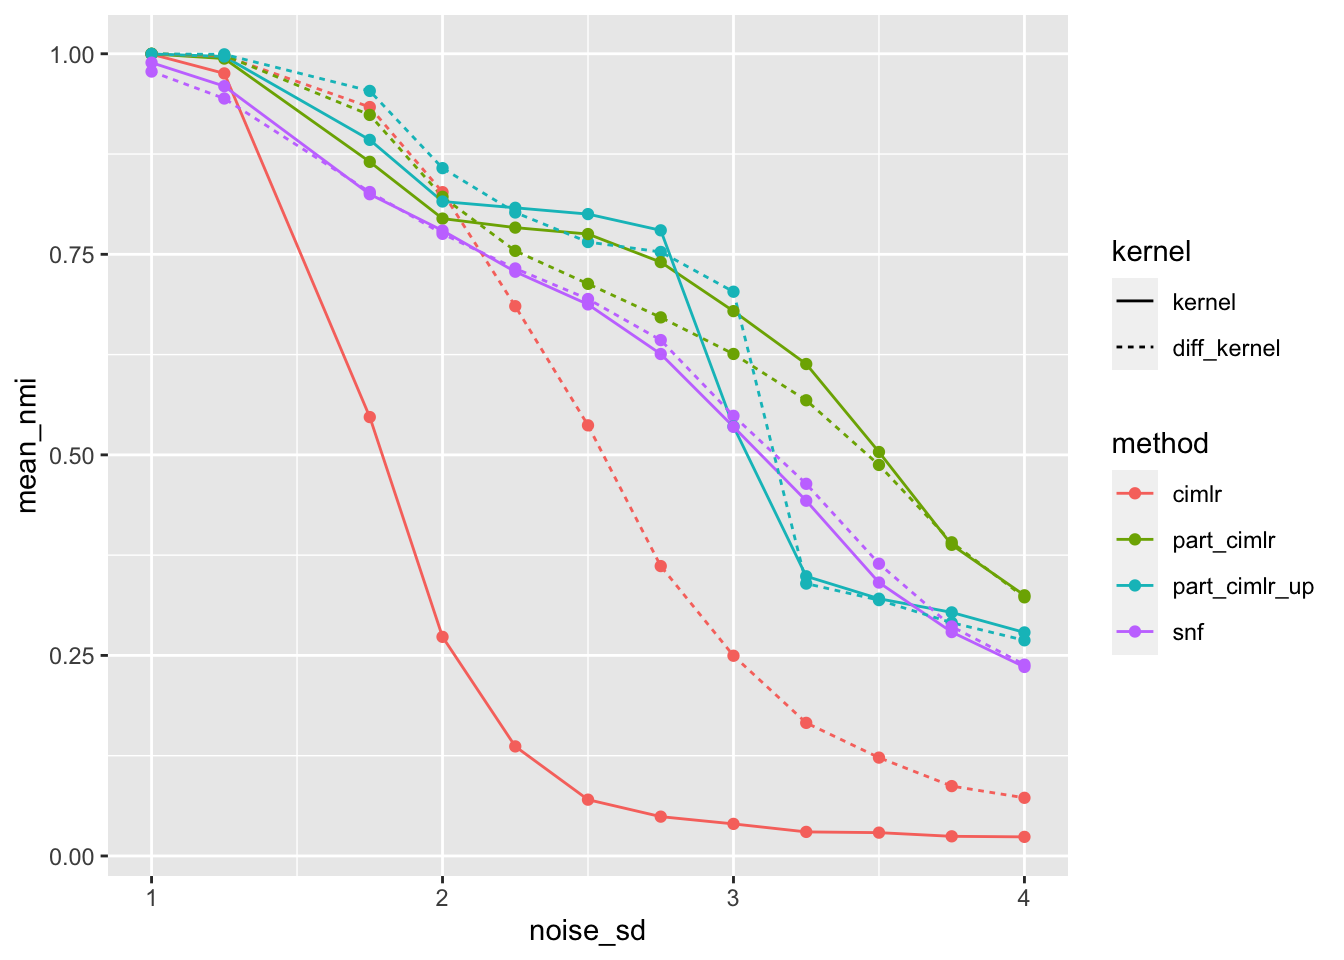 1.00
0.75
0.50
0.25
0.00
mean_nmi
1
2
3
4
noise_sd
kernel
kernel
diff_kernel
method
cimlr
part_cimlr
part_cimlr_up
snf